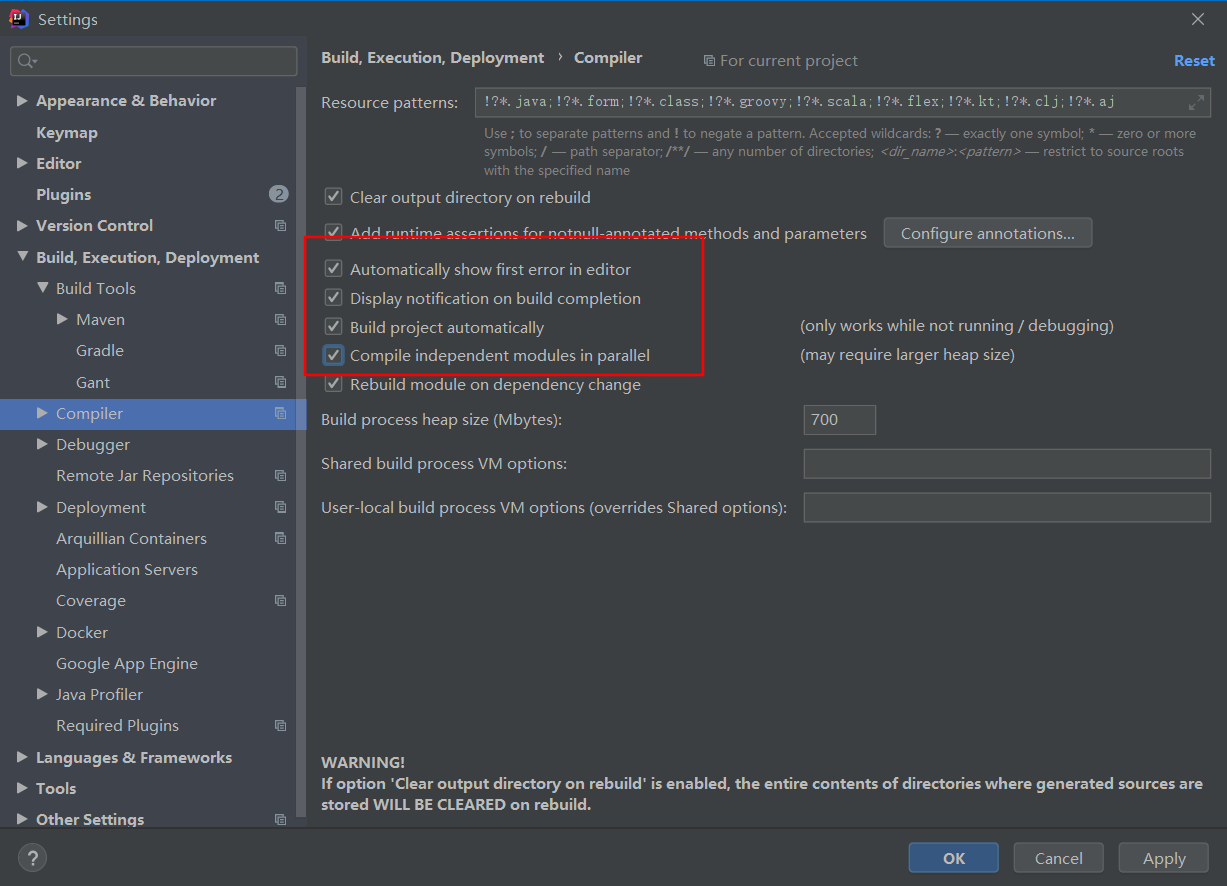 Settings
Build, Execution, Deployment › Compiler For current project Reset
Appearance & Behavior
Keymap
Editor
Plugins 2
Version Control
Build, Execution, Deployment
Build Tools
Maven
Gradle
Gant
Compiler
Debugger
Remote Jar Repositories
Deployment
Arquillian Containers
Application Servers
Coverage
Docker
Google App Engine
Java Profiler
Required Plugins
Languages & Frameworks
Tools
Other Settings
Resource patterns: !?*.java;!?*.form;!?*.class;!?*.groovy;!?*.scala;!?*.flex;!?*.kt;!?*.clj;!?*.aj
Use ; to separate patterns and ! to negate a pattern. Accepted wildcards: ? — exactly one symbol; * — zero or more
symbols; / — path separator; /**/ — any number of directories; <dir_name>:<pattern> — restrict to source roots
with the specified name
Clear output directory on rebuild
Add runtime assertions for notnull-annotated methods and parameters Configure annotations...
Automatically show first error in editor
Display notification on build completion
Build project automatically (only works while not running / debugging)
Compile independent modules in parallel (may require larger heap size)
Rebuild module on dependency change
Build process heap size (Mbytes): 700
Shared build process VM options:
User-local build process VM options (overrides Shared options):
WARNING!
If option 'Clear output directory on rebuild' is enabled, the entire contents of directories where generated sources are
stored WILL BE CLEARED on rebuild.
? OK Cancel Apply